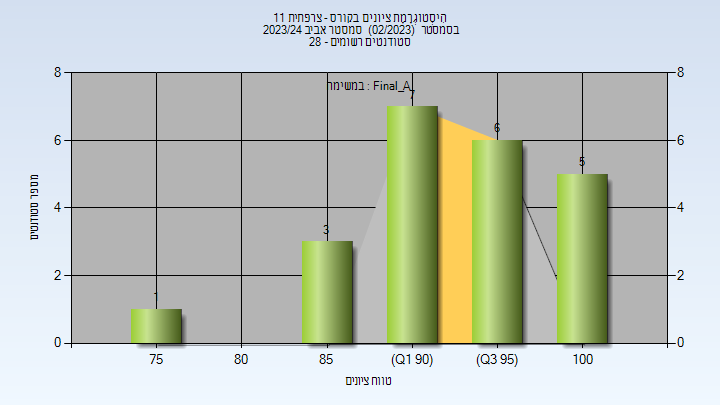 היסטוגרמת ציונים בקורס - צרפתית 11
בסמסטר (02/2023) סמסטר אביב 2023/24
סטודנטים רשומים - 28
במשימה : Final_A
8
6
4
2
0
8
6
4
2
0
1
3
7
6
5
75
80
85
(Q1 90)
(Q3 95)
100
מספר סטודנטים
טווח ציונים